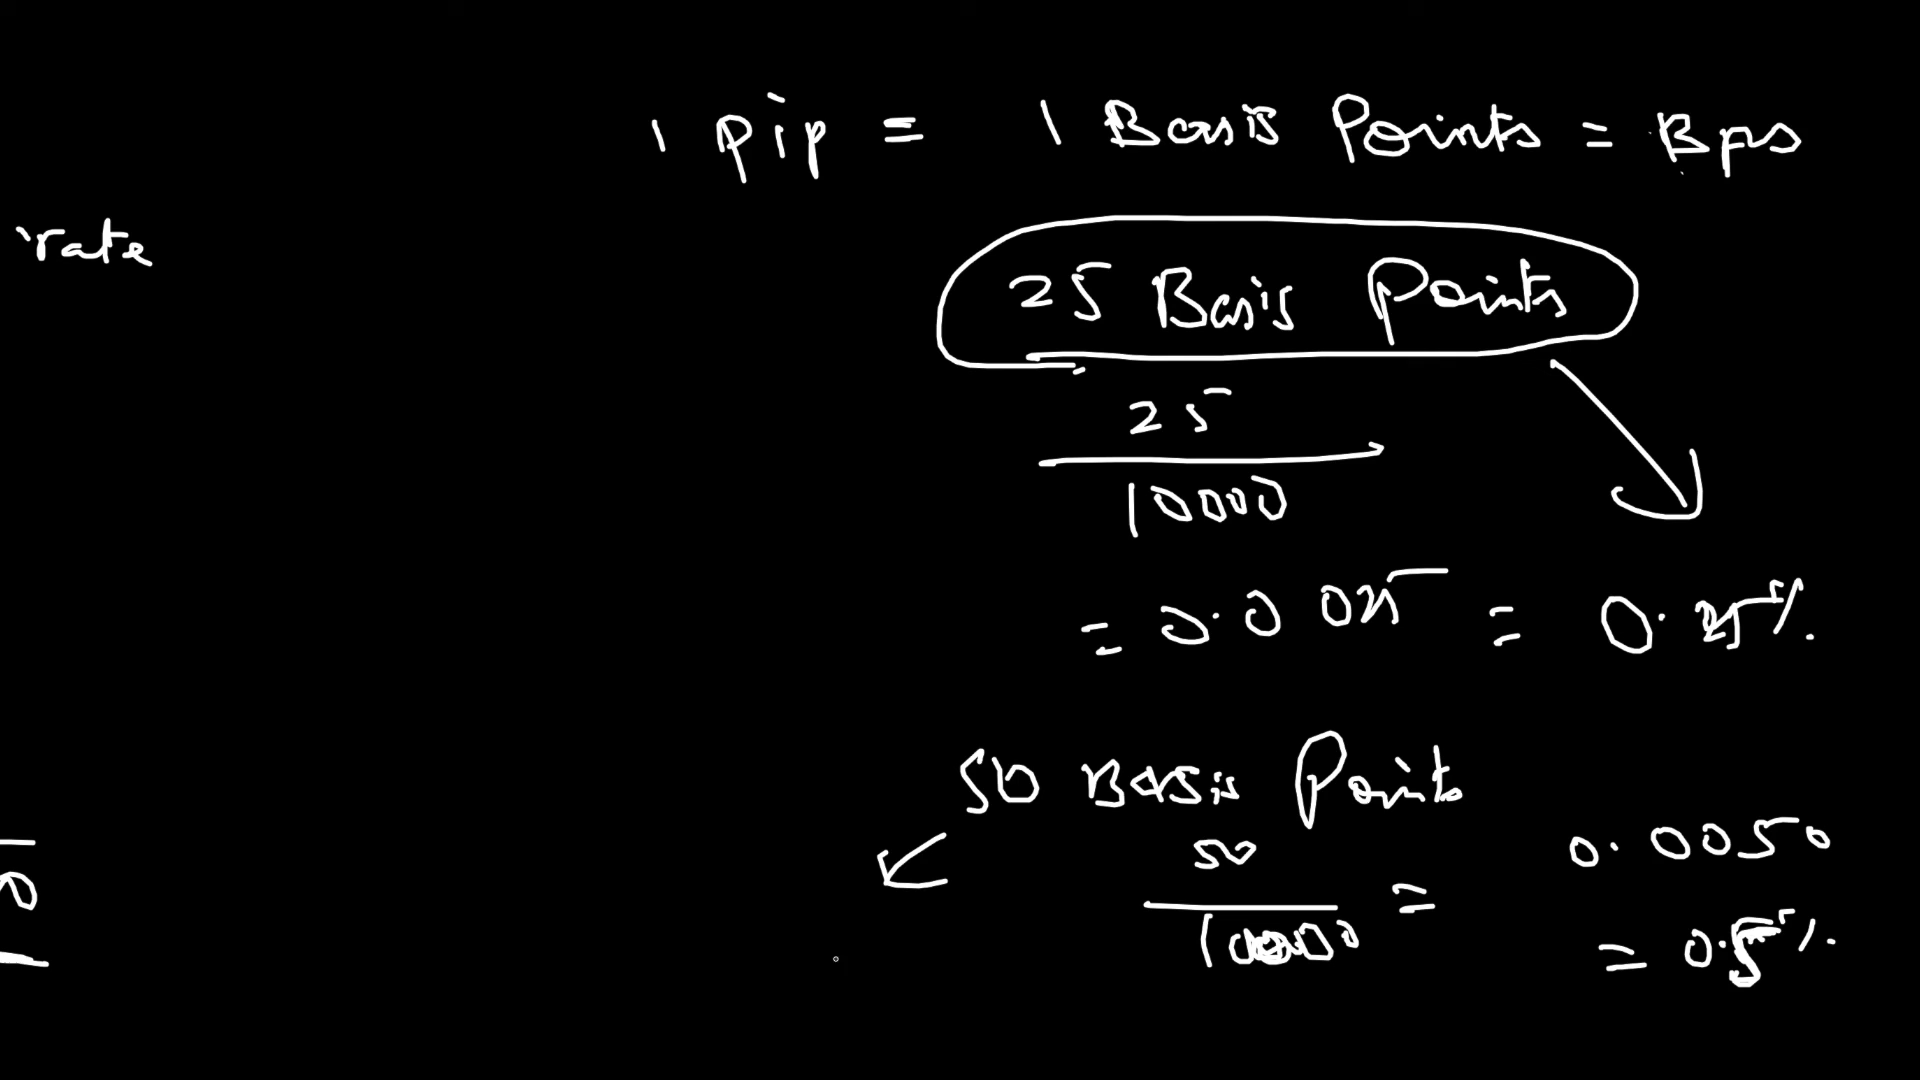 1 pip = 1 Basis Points = Bps
rate
25 Basis Points
25
10000
= 0.0025 = 0.25%.
50 Basis Points
50
10000
= 0.0050
= 0.5%.